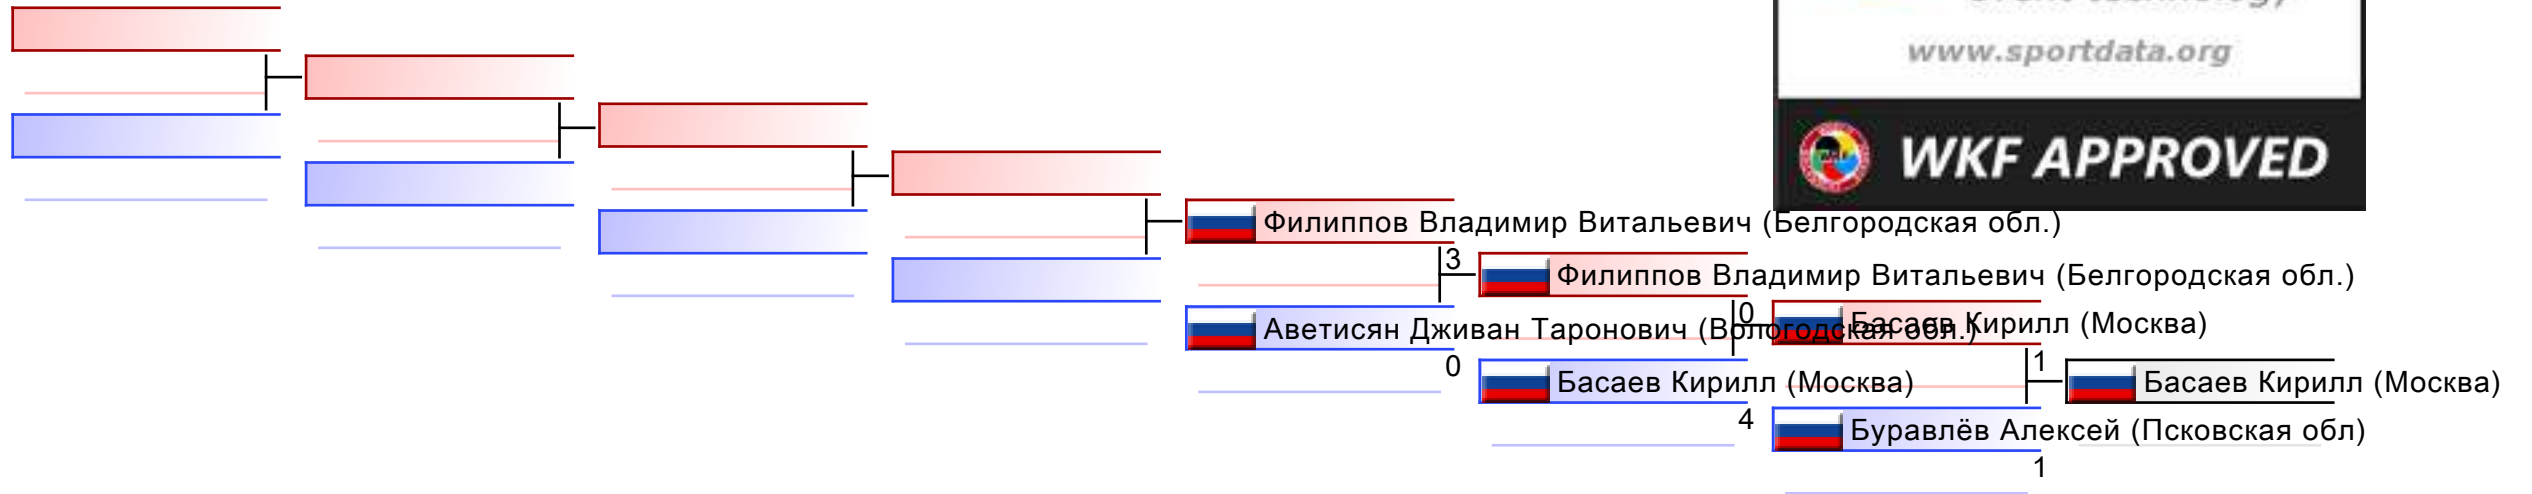 www.sportdata.org
WKF APPROVED
Филиппов Владимир Витальевич (Белгородская обл.)
3
Филиппов Владимир Витальевич (Белгородская обл.)
0
Басаев Кирилл (Москва)
Аветисян Дживан Таронович (Вологодская обл.)
0
1
Басаев Кирилл (Москва)
Басаев Кирилл (Москва)
4
Буравлёв Алексей (Псковская обл)
1